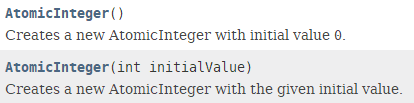 AtomicInteger()
Creates a new AtomicInteger with initial value 0.
AtomicInteger(int initialValue)
Creates a new AtomicInteger with the given initial value.